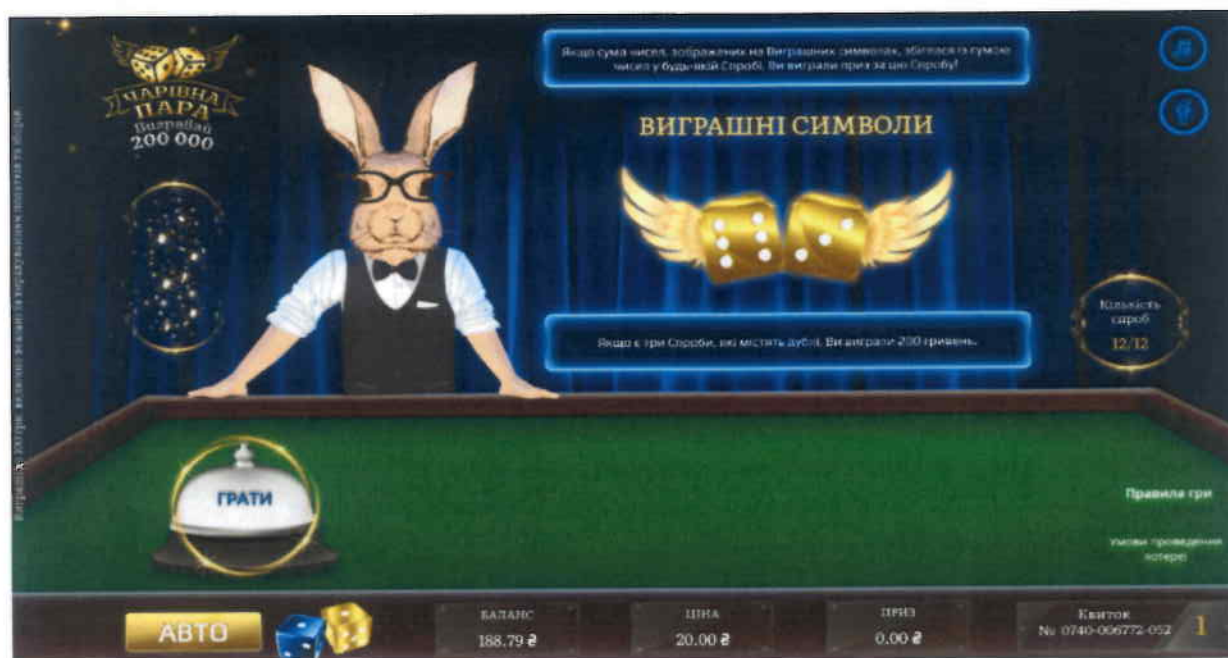 Якщо сума чисел, зображених на Виграшних символах, збіглася із сумою
чисел у будь-якій Спробі, Ви виграли приз за цю Спробу!
ЧАРІВНА
ПАРА
Вигравай
200 000
ВИГРАШНІ СИМВОЛИ
Кількість
спроб
12/12
Якщо є три Спроби, які містять дублі, Ви виграли 200 гривень.
ГРАТИ
Правила гри
Умови проведення
лотереї
АВТО
БАЛАНС
188.79 ₴
ЦІНА
20.00 ₴
ПРИЗ
0.00 ₴
Квиток
№ 0740-006772-052
1